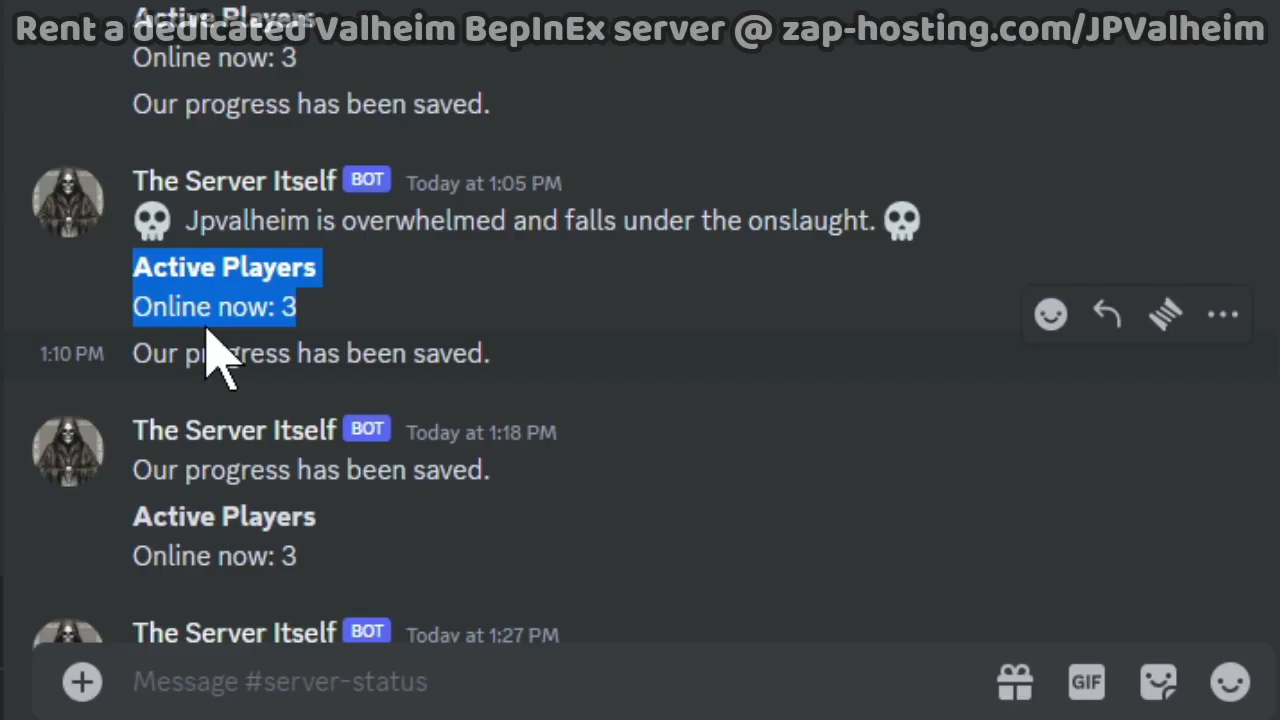 Active Players
Rent a dedicated Valheim BepInEx server @ zap-hosting.com/JPValheim
Online now: 3
Our progress has been saved.
The Server Itself BOT Today at 1:05 PM
💀 Jpvalheim is overwhelmed and falls under the onslaught. 💀
Active Players
Online now: 3
1:10 PM Our progress has been saved.
The Server Itself BOT Today at 1:18 PM
Our progress has been saved.
Active Players
Online now: 3
The Server Itself BOT Today at 1:27 PM
Message #server-status
GIF